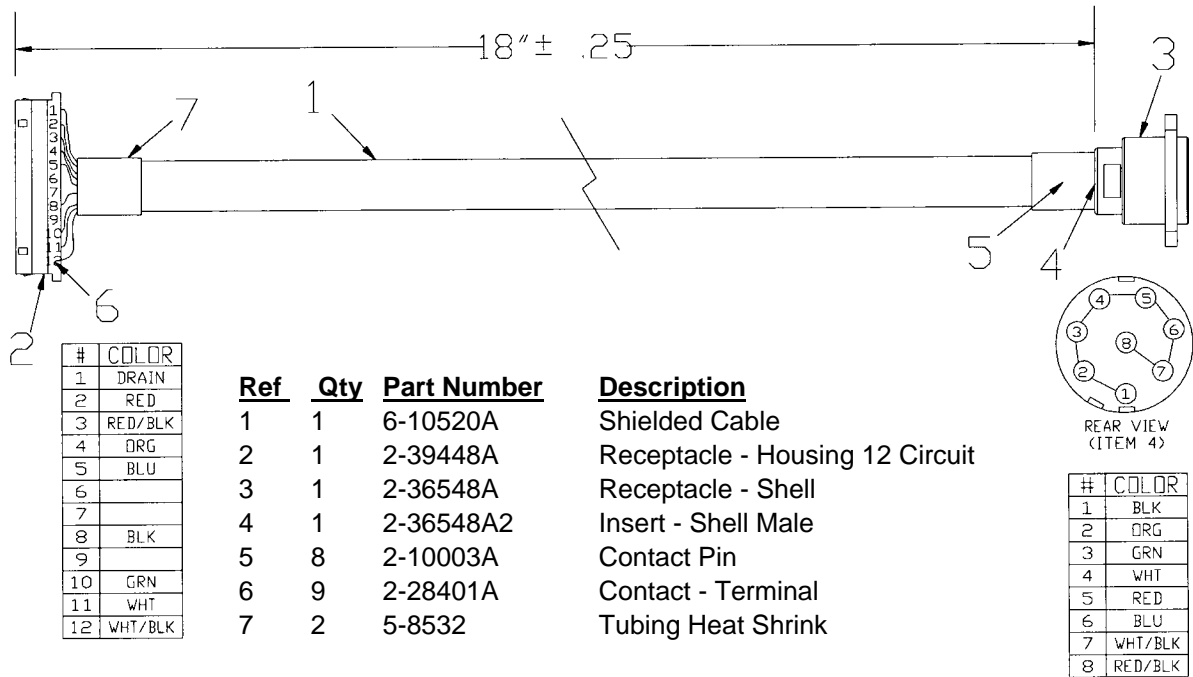 18"± .25
3
7
1
1
2
3
4
5
6
7
8
9
10
11
12
5
4
6
2
4 5
3 6
8
2 7
1
REAR VIEW
(ITEM 4)
# COLOR
1 DRAIN
2 RED
3 RED/BLK
4 ORG
5 BLU
6
7
8 BLK
9
10 GRN
11 WHT
12 WHT/BLK
Ref Qty Part Number Description
1 1 6-10520A Shielded Cable
2 1 2-39448A Receptacle - Housing 12 Circuit
3 1 2-36548A Receptacle - Shell
4 1 2-36548A2 Insert - Shell Male
5 8 2-10003A Contact Pin
6 9 2-28401A Contact - Terminal
7 2 5-8532 Tubing Heat Shrink
# COLOR
1 BLK
2 ORG
3 GRN
4 WHT
5 RED
6 BLU
7 WHT/BLK
8 RED/BLK